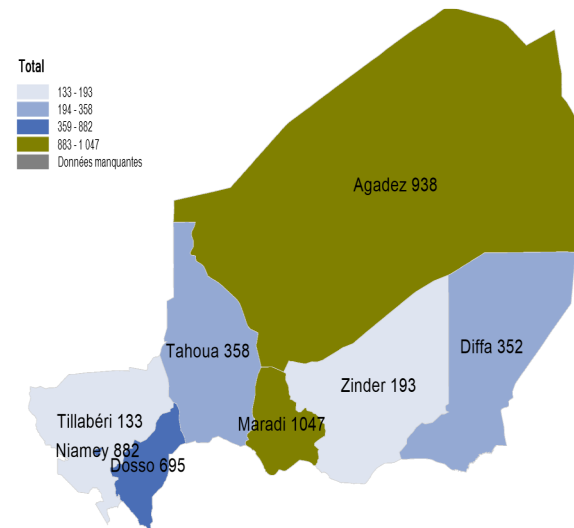 Total
133 - 193
194 - 358
359 - 882
883 - 1 047
Données manquantes
Agadez 938
Diffa 352
Tahoua 358
Zinder 193
Tillabéri 133
Maradi 1047
Niamey 882
Dosso 695